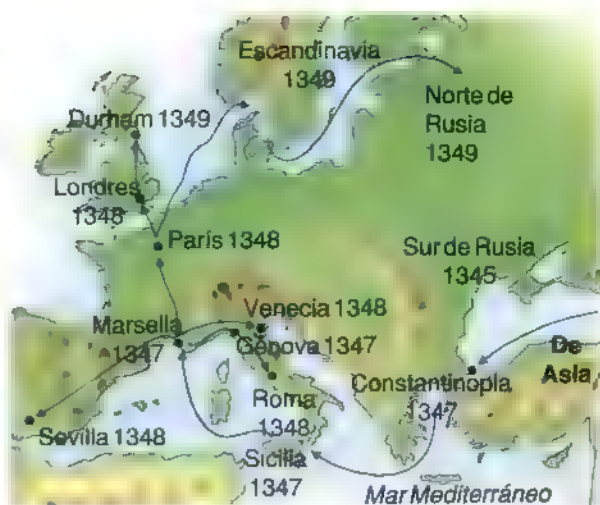 Escandinavia
1349
Durham 1349
Norte de
Rusia
1349
Londres
1348
París 1348
Sur de Rusia
1345
Venecia 1348
Marsella
1347
Génova 1347
De
Asia
Constantinopla
1347
Roma
1348
Sevilla 1348
Sicilia
1347
Mar Mediterráneo